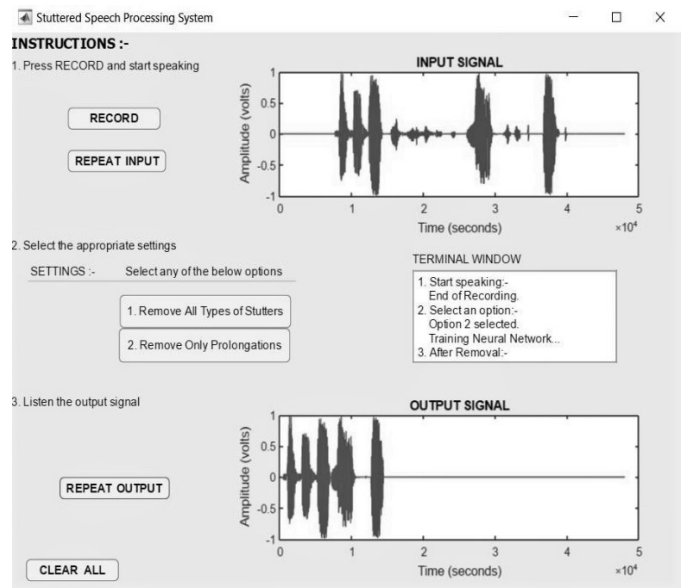 Stuttered Speech Processing System
INSTRUCTIONS :-
1. Press RECORD and start speaking
RECORD
REPEAT INPUT
INPUT SIGNAL
Amplitude (volts)
1
0.5
0
-0.5
-1
0 1 2 3 4 5
Time (seconds) ×10⁴
2. Select the appropriate settings
SETTINGS :- Select any of the below options
1. Remove All Types of Stutters
2. Remove Only Prolongations
TERMINAL WINDOW
1. Start speaking:-
End of Recording.
2. Select an option:-
Option 2 selected.
Training Neural Network...
3. After Removal:-
3. Listen the output signal
REPEAT OUTPUT
CLEAR ALL
OUTPUT SIGNAL
Amplitude (volts)
1
0.5
0
-0.5
-1
0 1 2 3 4 5
Time (seconds) ×10⁴